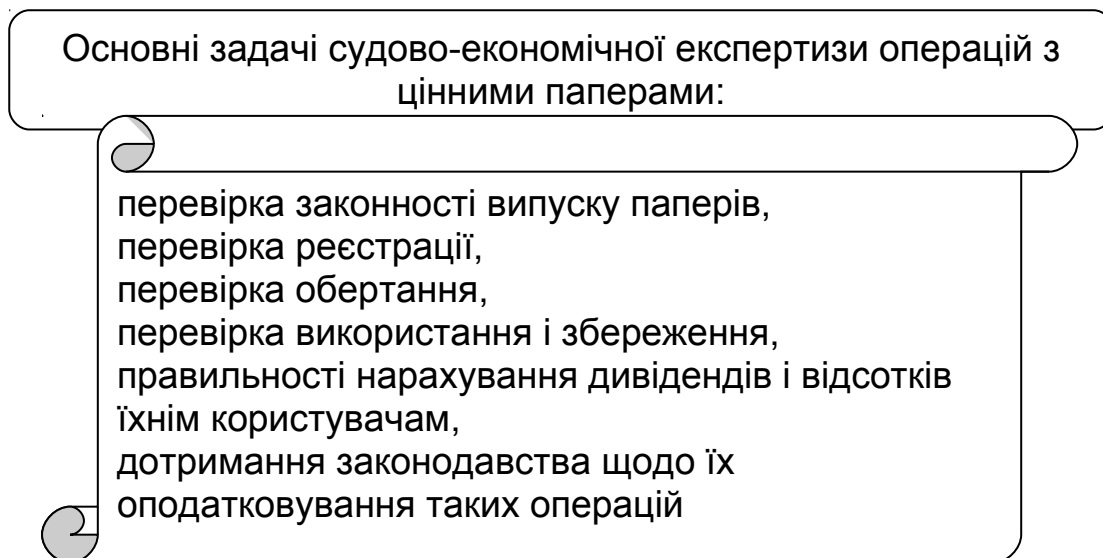 Основні задачі судово-економічної експертизи операцій з
цінними паперами:
перевірка законності випуску паперів,
перевірка реєстрації,
перевірка обертання,
перевірка використання і збереження,
правильності нарахування дивідендів і відсотків
їхнім користувачам,
дотримання законодавства щодо їх
оподатковування таких операцій